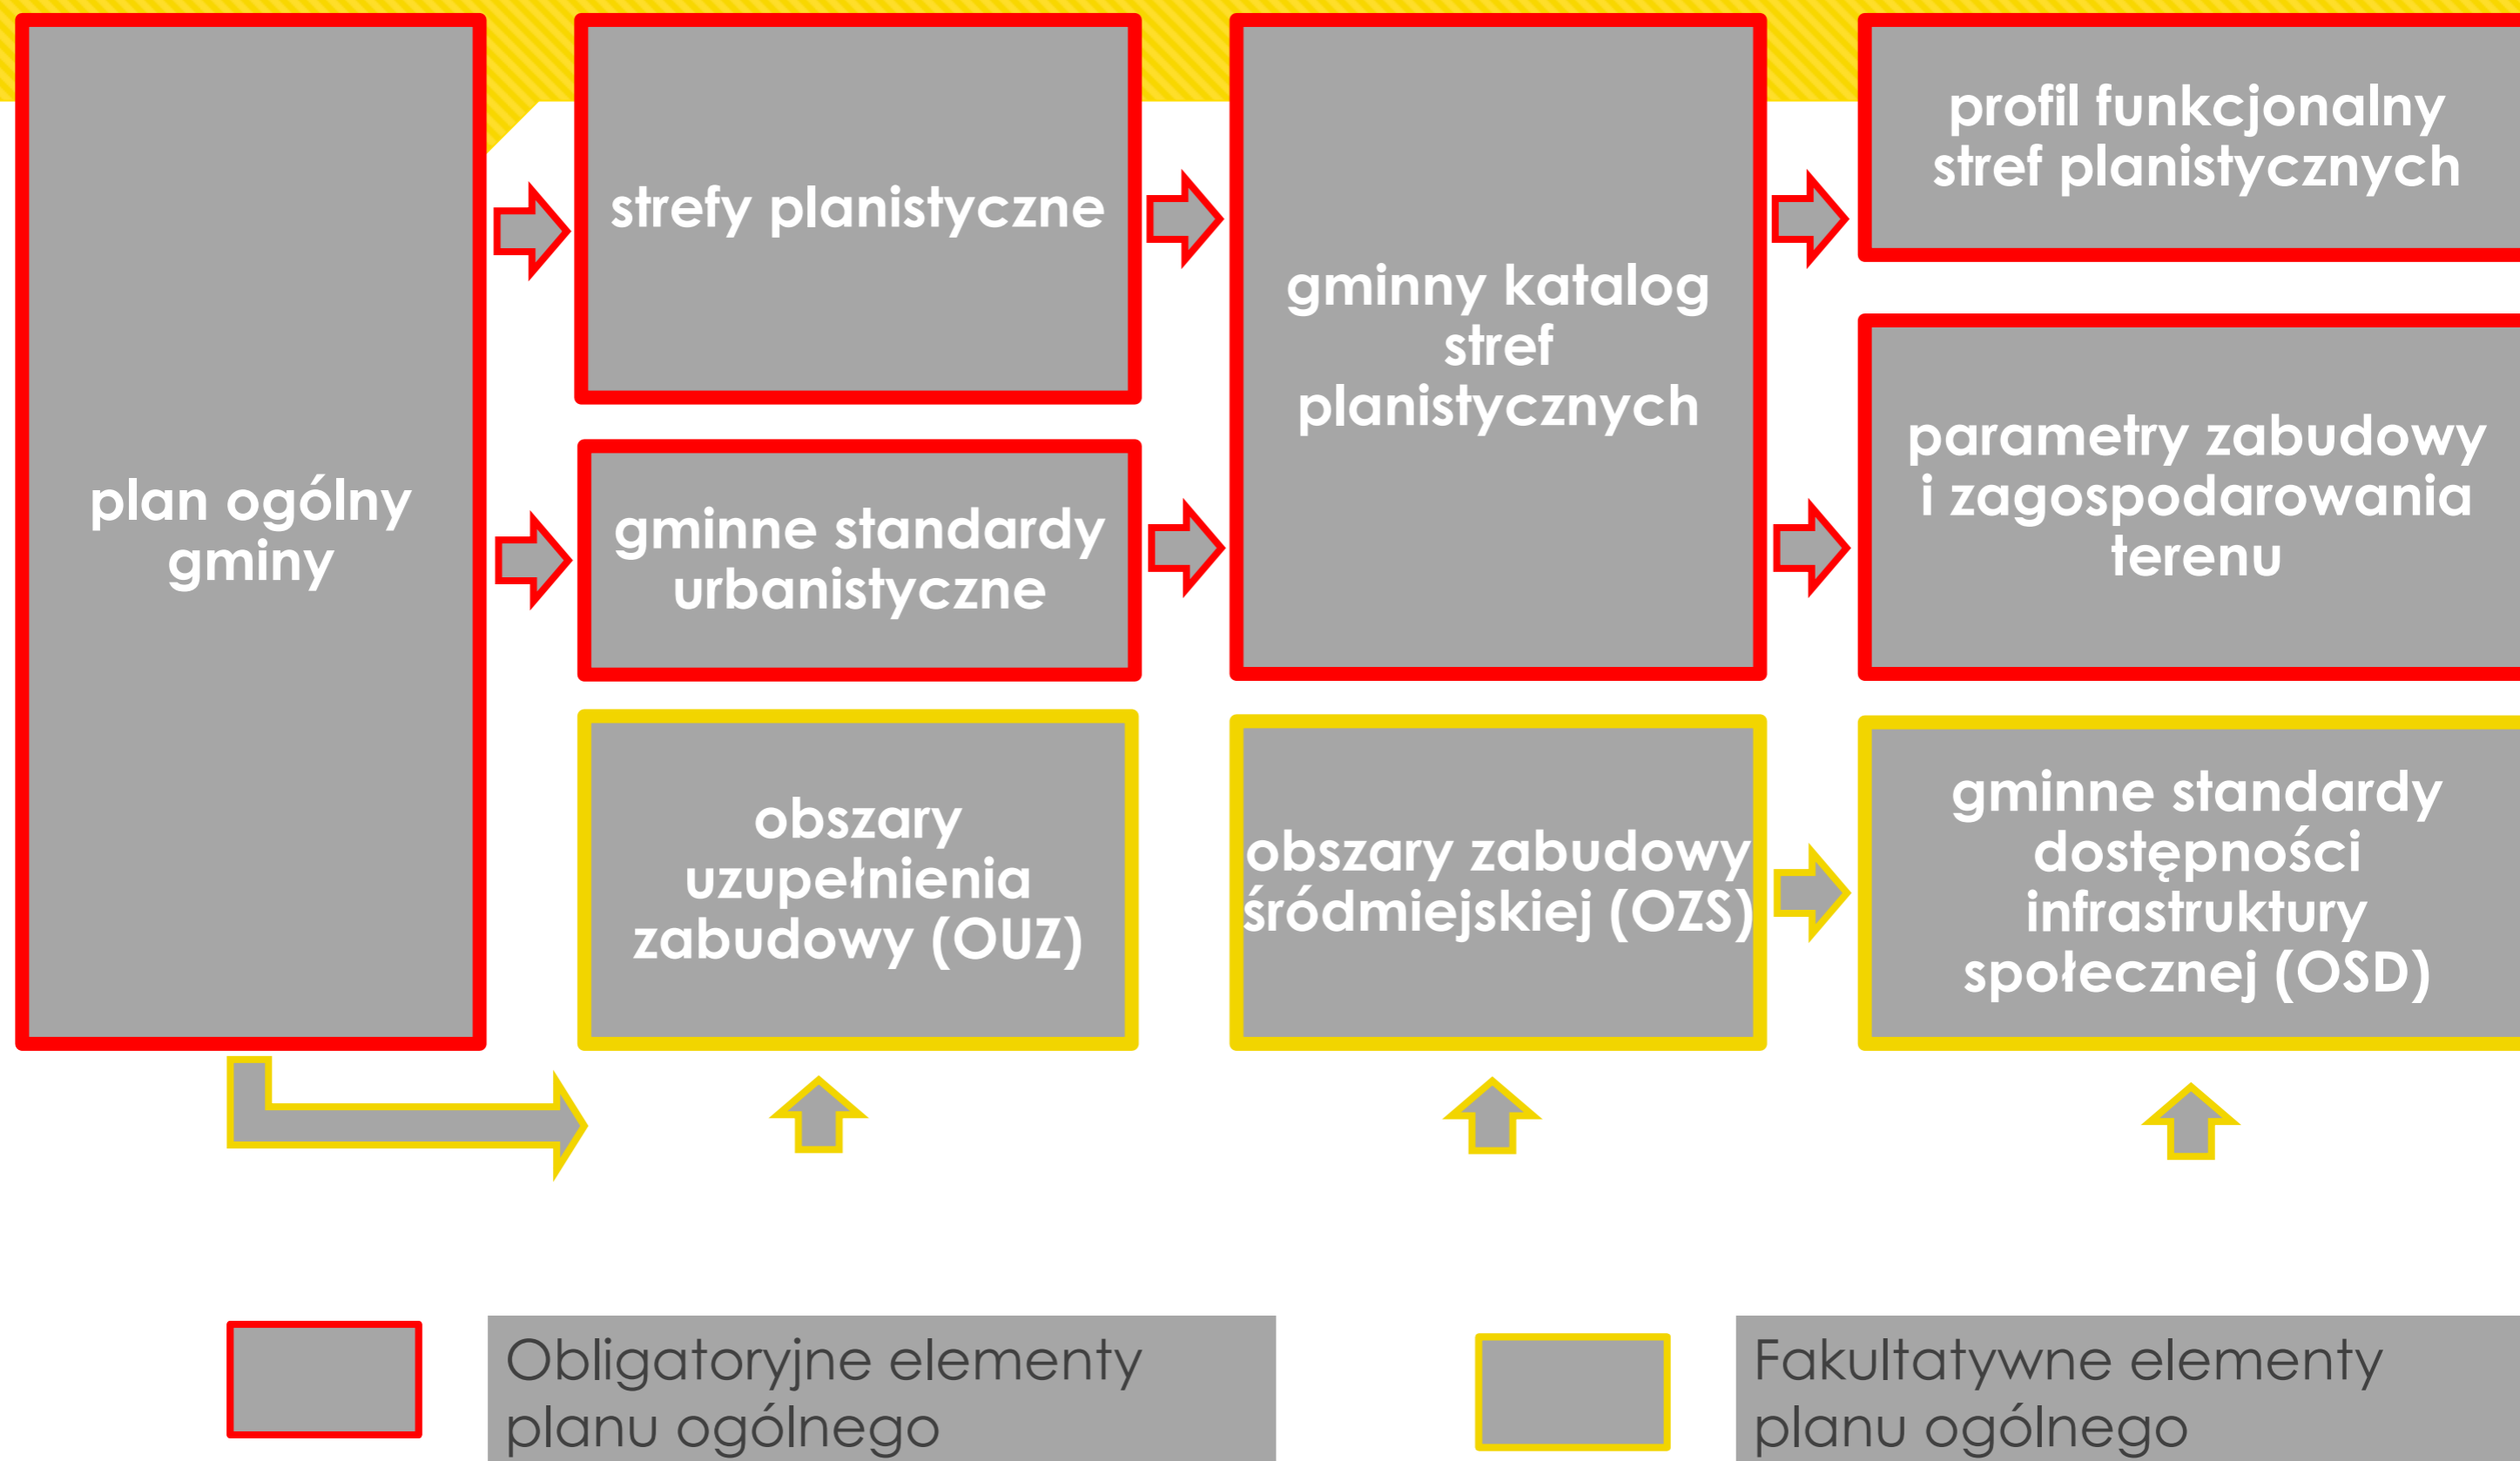 plan ogólny
gminy
strefy planistyczne
gminne standardy
urbanistyczne
obszary
uzupełnienia
zabudowy (OUZ)
gminny katalog
stref
planistycznych
obszary zabudowy
śródmiejskiej (OZS)
profil funkcjonalny
stref planistycznych
parametry zabudowy
i zagospodarowania
terenu
gminne standardy
dostępności
infrastruktury
społecznej (OSD)
Obligatoryjne elementy
planu ogólnego
Fakultatywne elementy
planu ogólnego